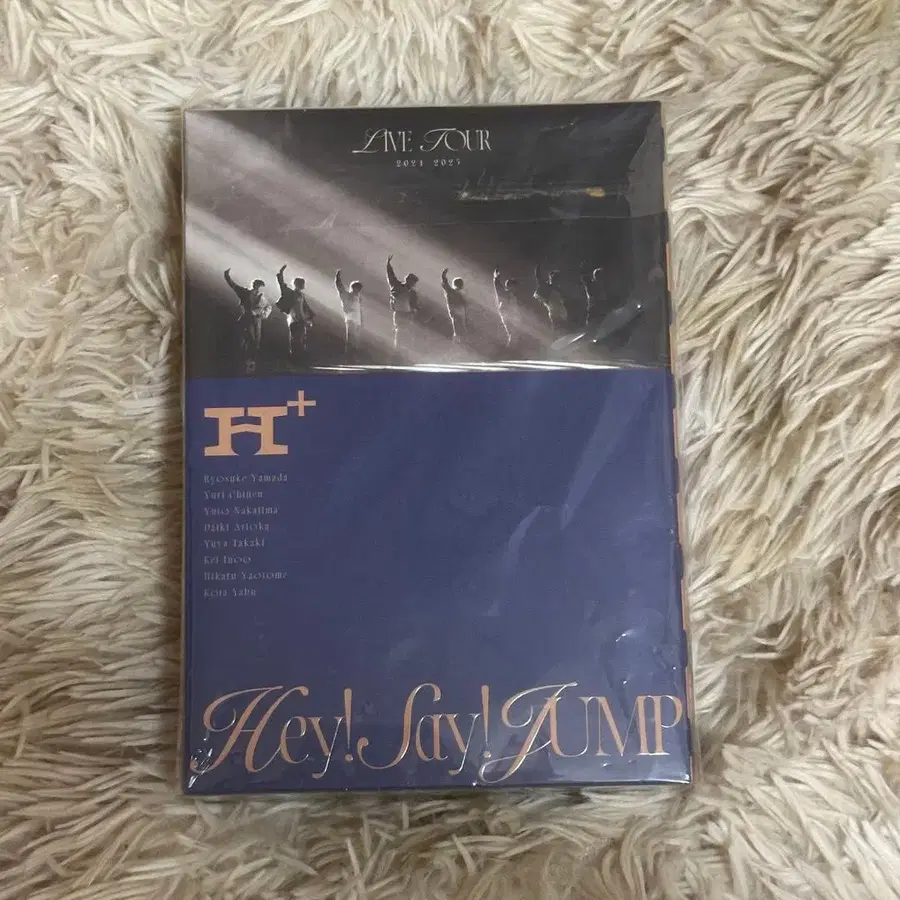 LIVE TOUR
2024-2025
H+
Ryosuke Yamada
Yuri Chinen
Yuto Nakajima
Daiki Arioka
Yuya Takaki
Kei Inoo
Hikaru Yaotome
Kota Yabu
Hey! Say! JUMP